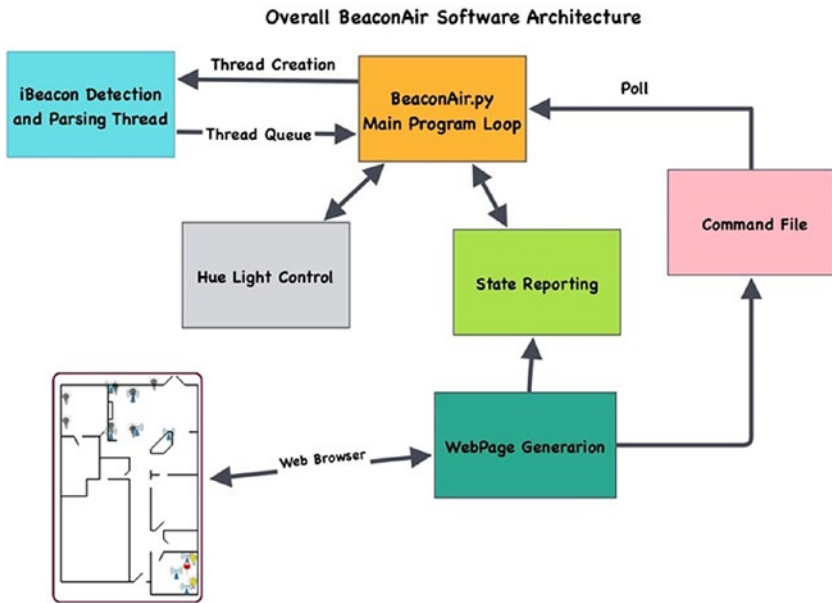 Overall BeaconAir Software Architecture
Thread Creation
iBeacon Detection
and Parsing Thread
BeaconAir.py
Main Program Loop
Poll
Thread Queue
Command File
Hue Light Control
State Reporting
WebPage Generarion
Web Browser